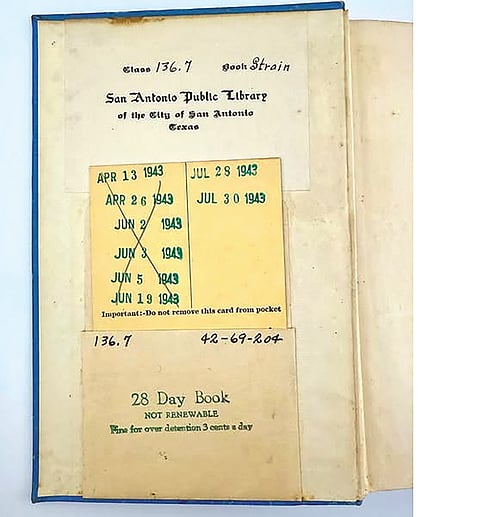 Class 136.7 Book Strain
San Antonio Public Library
of the City of San Antonio
Texas
APR 13 1943
APR 26 1943
JUN 2 1943
JUN 3 1943
JUN 5 1943
JUN 19 1943
JUL 28 1943
JUL 30 1943
Important:-Do not remove this card from pocket
136.7 42-69-204
28 Day Book
NOT RENEWABLE
Fine for over detention 3 cents a day